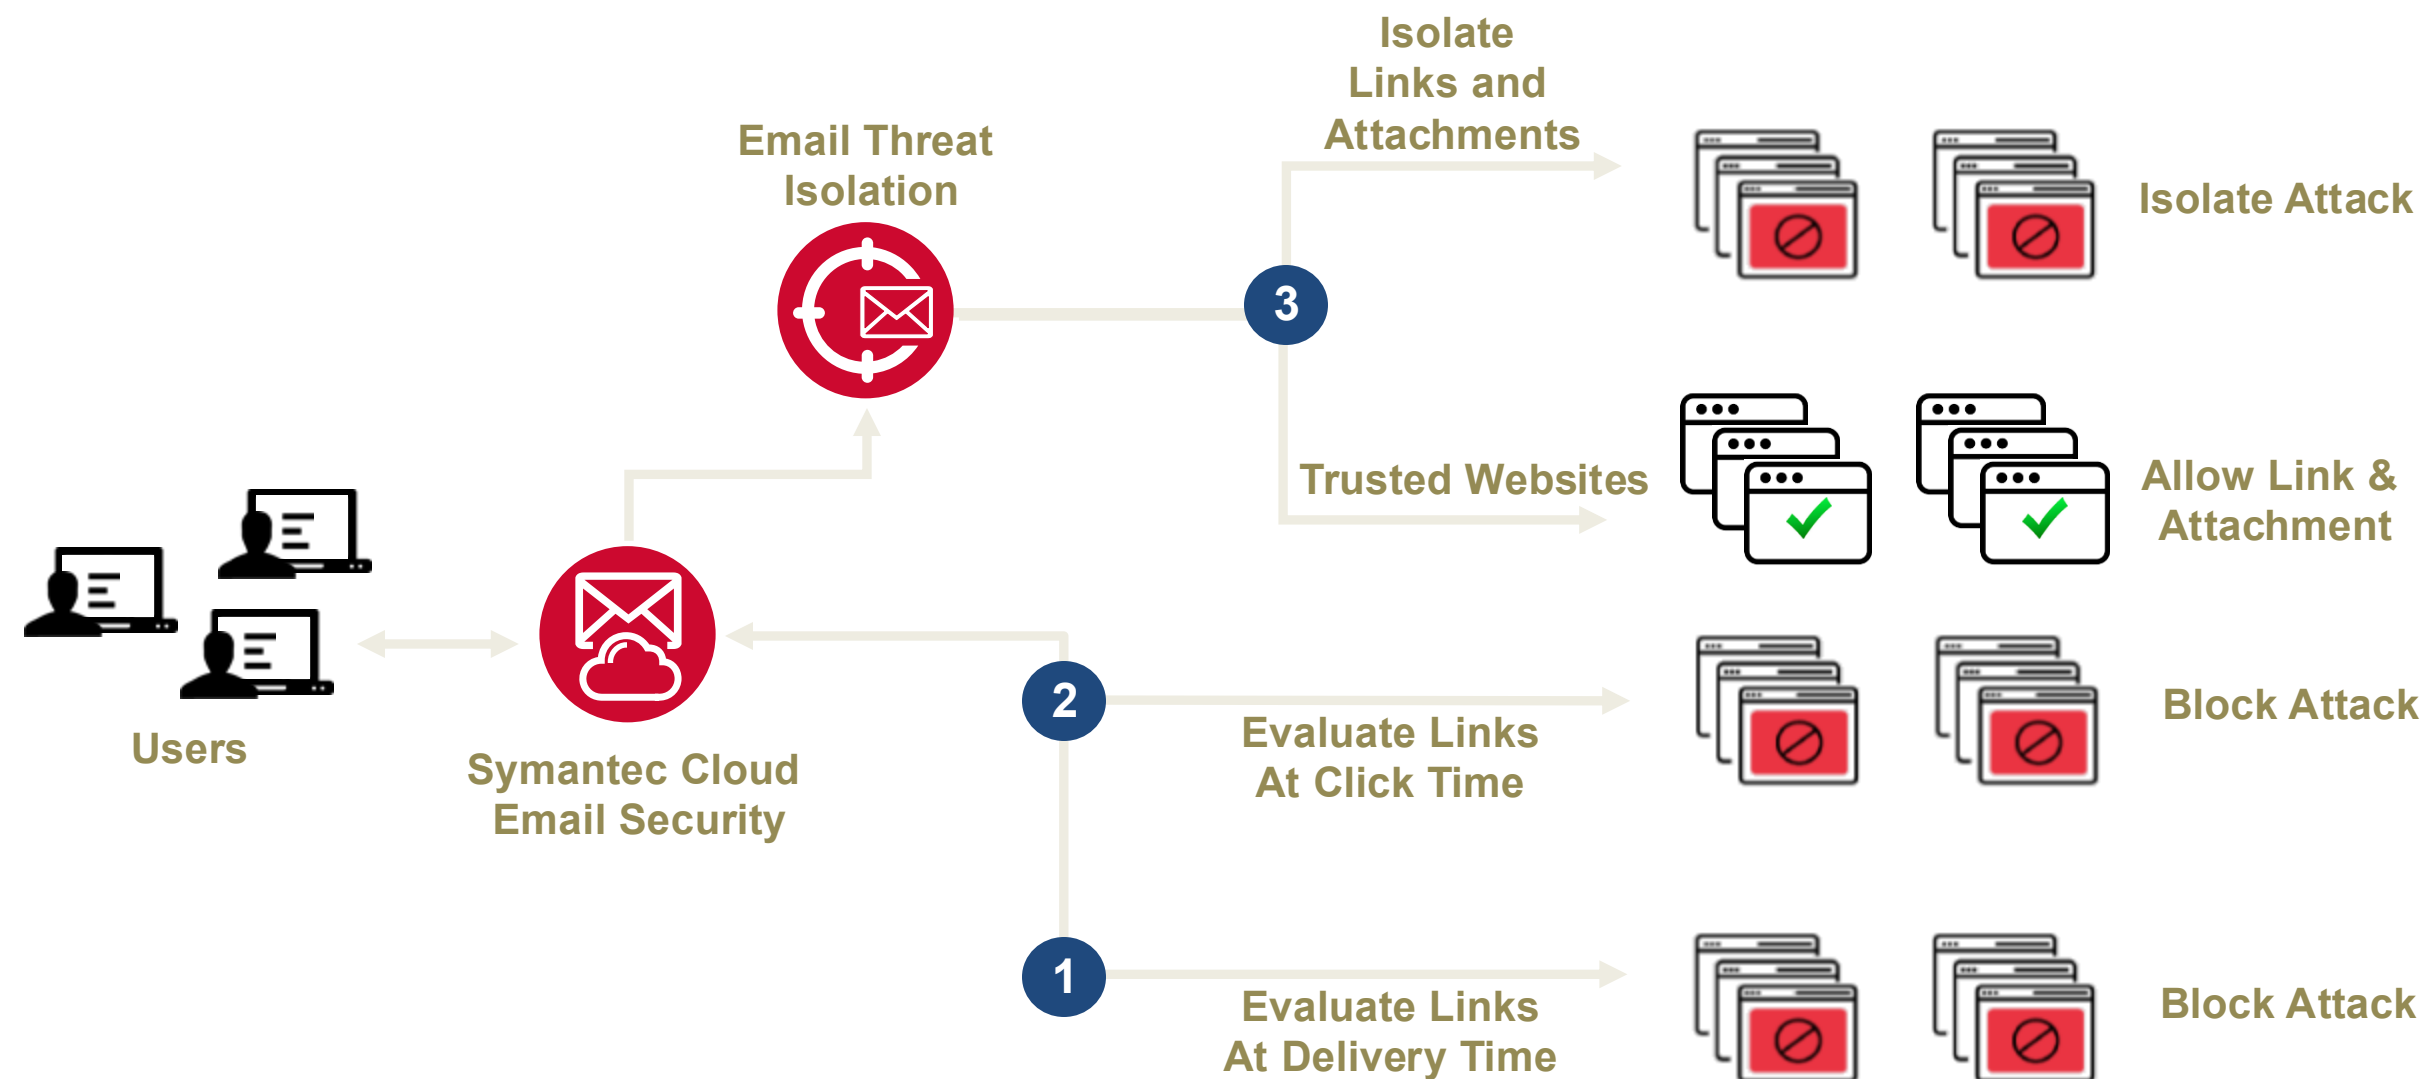 Isolate
Links and
Attachments
Email Threat
Isolation
Isolate Attack
3
Trusted Websites
Allow Link &
Attachment
Users
Symantec Cloud
Email Security
2
Evaluate Links
At Click Time
Block Attack
1
Evaluate Links
At Delivery Time
Block Attack